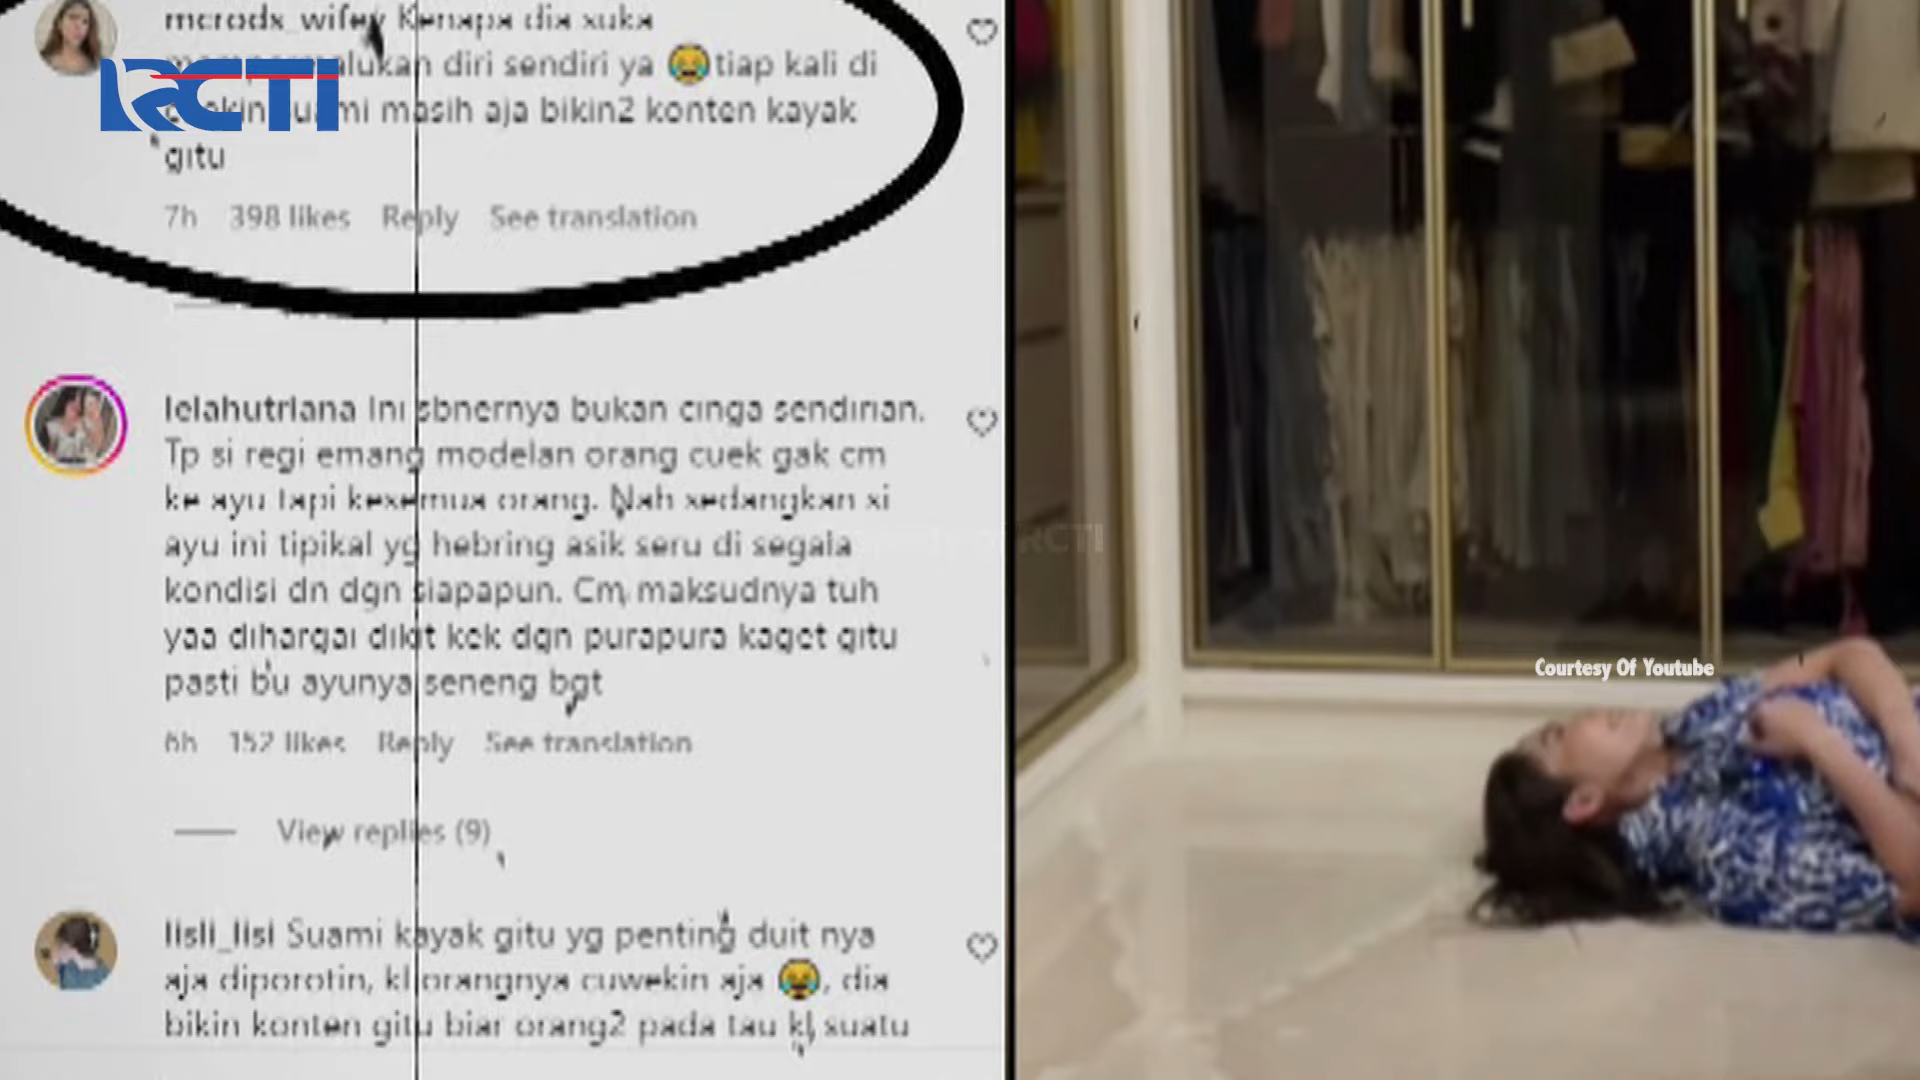 mcrodx_wifey Kenapa dia suka
mempermalukan diri sendiri ya 😂tiap kali di
cuekin suami masih aja bikin2 konten kayak
gitu
7h 398 likes Reply See translation
RCTI
lelahutriana Ini sbnernya bukan cinga sendirian.
Tp si regi emang modelan orang cuek gak cm
ke ayu tapi kesemua orang. Nah sedangkan si
ayu ini tipikal yg hebring asik seru di segala
kondisi dn dgn siapapun. Cm maksudnya tuh
yaa dihargai dikit kek dgn purapura kaget gitu
pasti bu ayunya seneng bgt
6h 152 likes Reply See translation
View replies (9)
lisli_lisi Suami kayak gitu yg penting duit nya
aja diporotin, kl orangnya cuwekin aja 😂, dia
bikin konten gitu biar orang2 pada tau kl suatu
RCTI
Courtesy Of Youtube